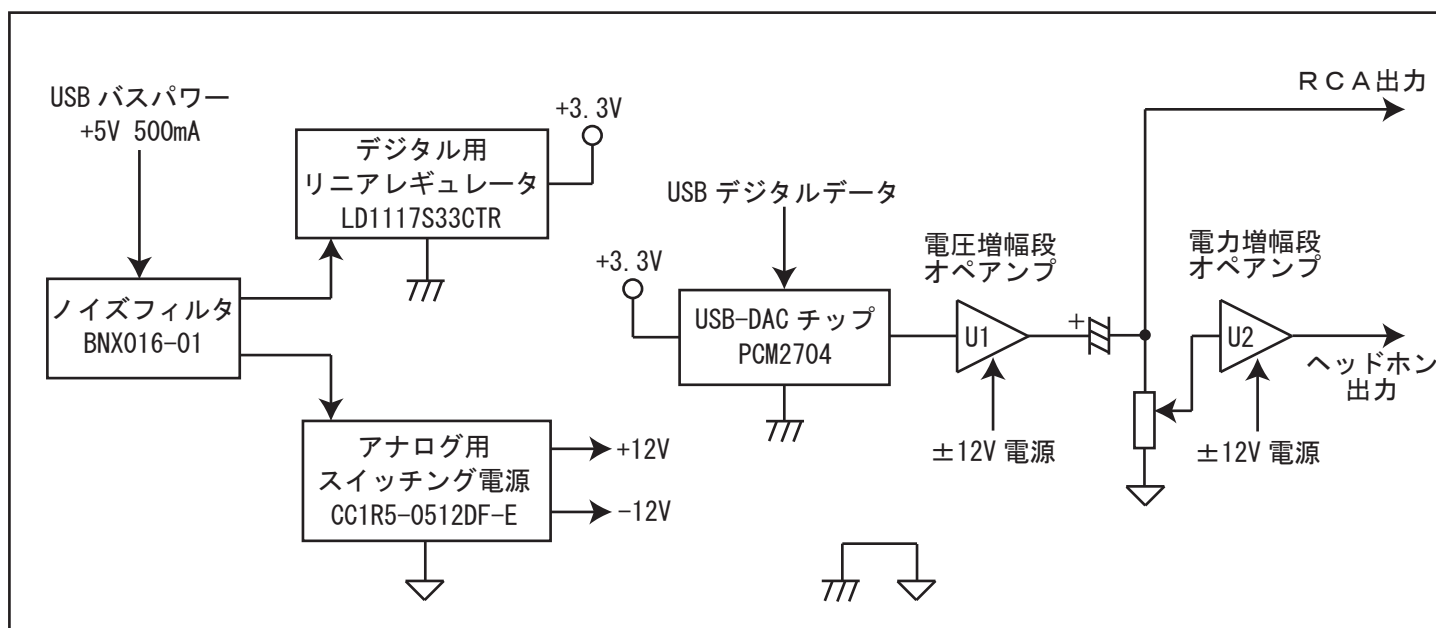 USB バスパワー
+5V 500mA
デジタル用
リニアレギュレータ
LD1117S33CTR
+3.3V
ノイズフィルタ
BNX016-01
アナログ用
スイッチング電源
CC1R5-0512DF-E
+12V
-12V
USB デジタルデータ
+3.3V
USB-DAC チップ
PCM2704
電圧増幅段
オペアンプ
U1
±12V 電源
+
RCA出力
電力増幅段
オペアンプ
U2
±12V 電源
ヘッドホン
出力